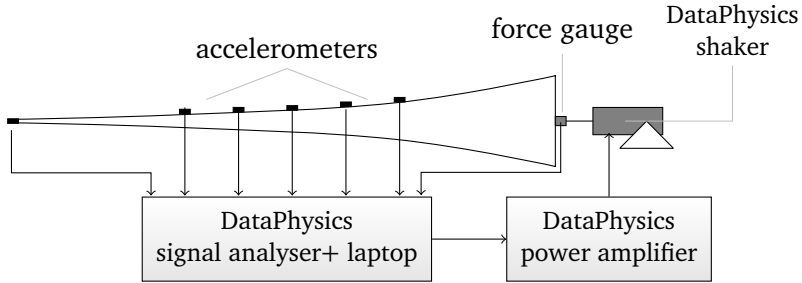 accelerometers
force gauge
DataPhysics
shaker
DataPhysics
signal analyser+ laptop
DataPhysics
power amplifier